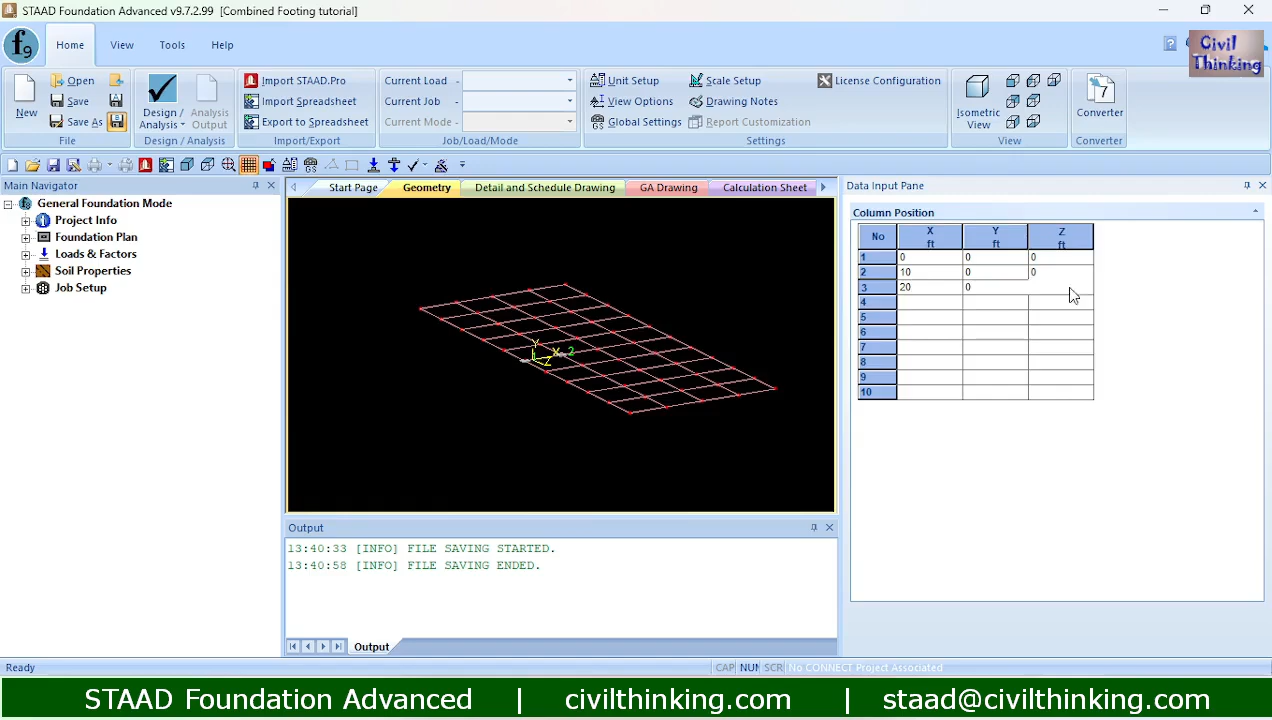 STAAD Foundation Advanced v9.7.2.99 [Combined Footing tutorial]
f9
Home
View
Tools
Help
?
Civil
Thinking
New
Open
Save
Save As
File
Design /
Analysis
Analysis
Output
Design / Analysis
Import STAAD.Pro
Import Spreadsheet
Export to Spreadsheet
Import/Export
Current Load
Current Job
Current Mode
Job/Load/Mode
Unit Setup
View Options
Global Settings
Scale Setup
Drawing Notes
Report Customization
License Configuration
Settings
Isometric
View
View
7
Converter
Converter
Main Navigator
General Foundation Mode
Project Info
Foundation Plan
Loads & Factors
Soil Properties
Job Setup
Start Page
Geometry
Detail and Schedule Drawing
GA Drawing
Calculation Sheet
Y
X 2
1
Z
Output
13:40:33 [INFO] FILE SAVING STARTED.
13:40:58 [INFO] FILE SAVING ENDED.
Output
Data Input Pane
Column Position
No X ft Y ft Z ft
1 0 0 0
2 10 0 0
3 20 0
4
5
6
7
8
9
10
Ready
CAP NUM SCR No CONNECT Project Associated
STAAD Foundation Advanced | civilthinking.com | staad@civilthinking.com